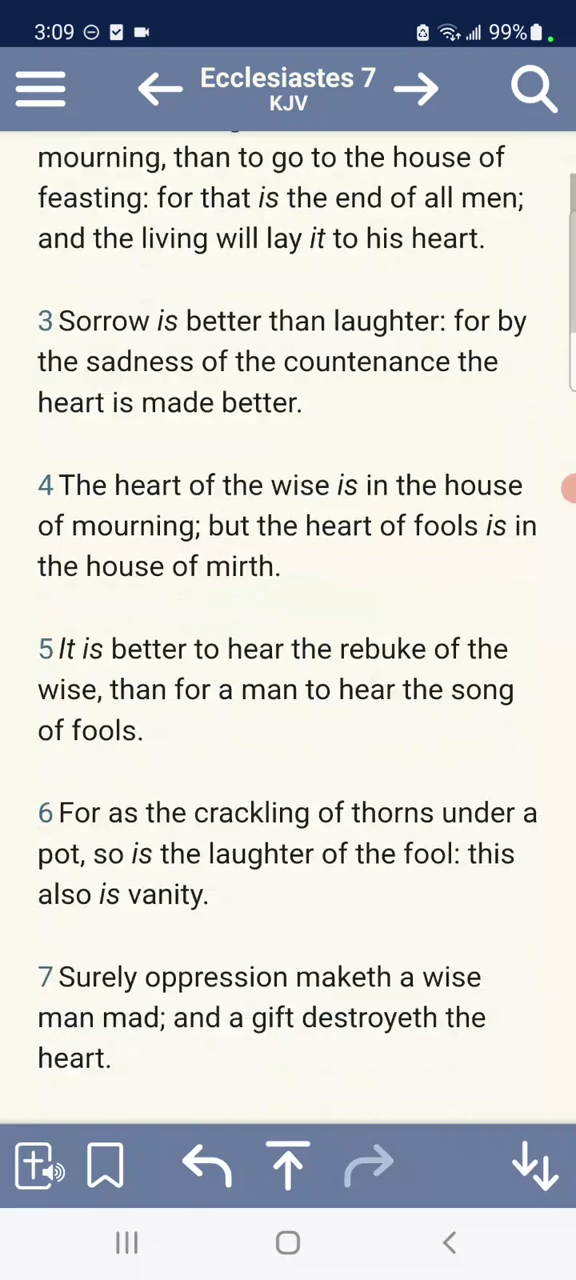 3:09
99%
Ecclesiastes 7
KJV
mourning, than to go to the house of
feasting: for that is the end of all men;
and the living will lay it to his heart.
3 Sorrow is better than laughter: for by
the sadness of the countenance the
heart is made better.
4 The heart of the wise is in the house
of mourning; but the heart of fools is in
the house of mirth.
5 It is better to hear the rebuke of the
wise, than for a man to hear the song
of fools.
6 For as the crackling of thorns under a
pot, so is the laughter of the fool: this
also is vanity.
7 Surely oppression maketh a wise
man mad; and a gift destroyeth the
heart.